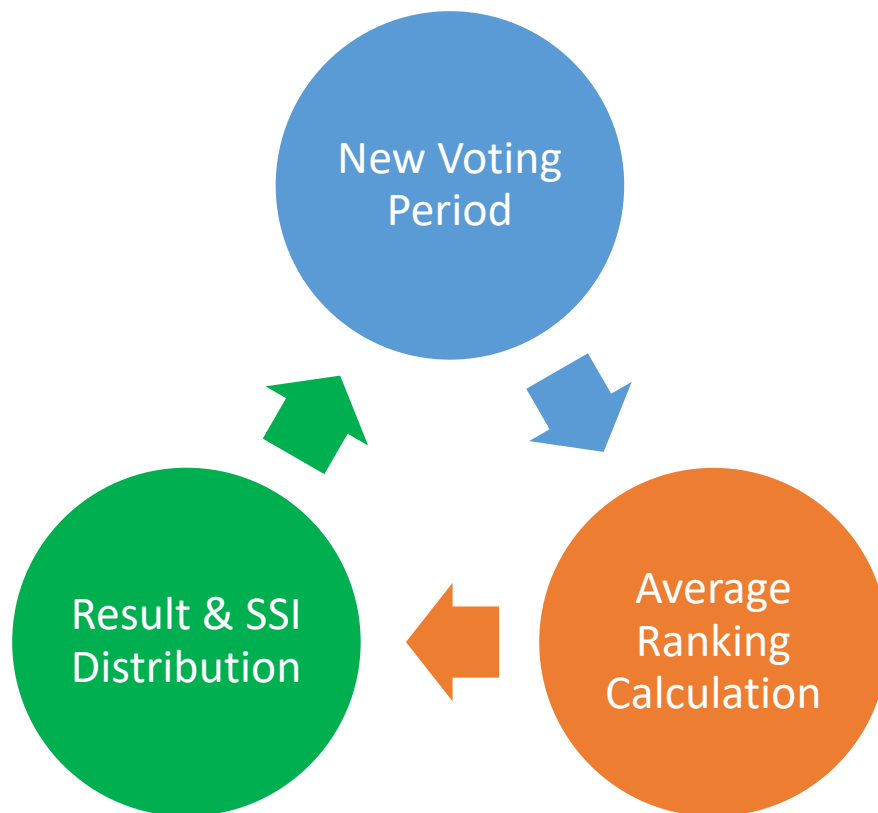 New Voting
Period
Average
Ranking
Calculation
Result & SSI
Distribution